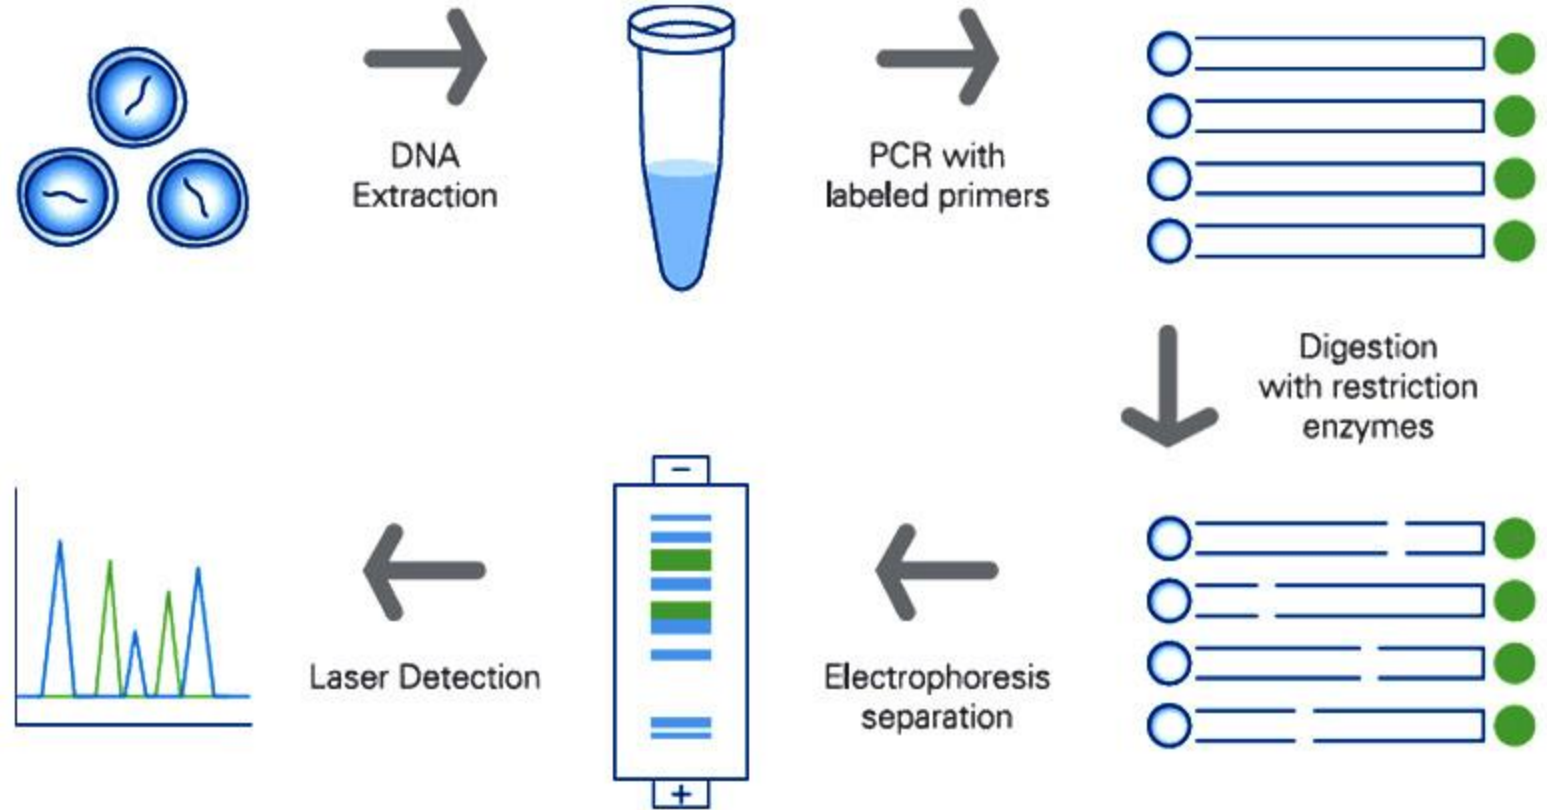 DNA
Extraction
PCR with
labeled primers
Digestion
with restriction
enzymes
−
Laser Detection
Electrophoresis
separation
+